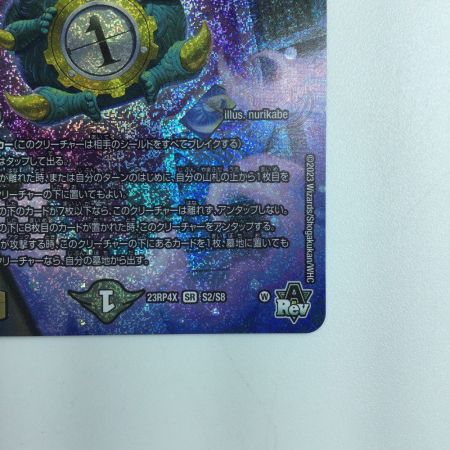 1
illus. nurikabe
カー(このクリーチャーは相手のシールドをすべてブレイクする)
はタップして出る。
が離れた時、または自分のターンのはじめに、自分の山札の上から1枚目を
リーチャーの下に置いてもよい。
の下のカードが7枚以下なら、このクリーチャーは離れず、アンタップしない。
の下に8枚目のカードが置かれた時、このクリーチャーをアンタップする。
が攻撃する時、このクリーチャーの下にあるカードを1枚、墓地に置いても
リーチャーなら、自分の墓地から出す。
©2023 Wizards/Shogakukan/WHC
23RP4X SR S2/S8
W
Rev